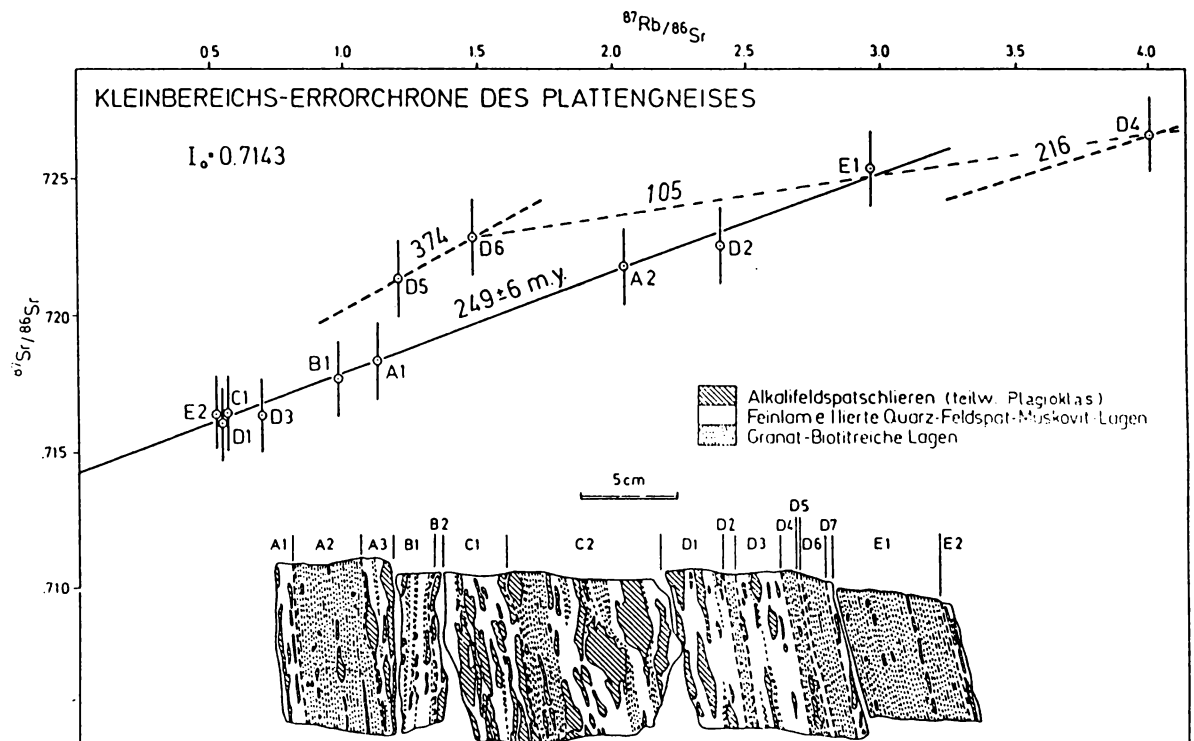 ⁸⁷Rb/⁸⁶Sr
0.5 1.0 1.5 2.0 2.5 3.0 3.5 4.0
KLEINBEREICHS-ERRORCHRONE DES PLATTENGNEISES
I₀= 0.7143
D4
216
E1
.725
105
374
D6
D2
D5
A2
249±6 m.y.
.720
⁸⁷Sr/⁸⁶Sr
B1
A1
C1
E2
D3
D1
Alkalifeldspatschlieren (teilw. Plagioklas)
Feinlamellierte Quarz-Feldspat-Muskovit-Lagen
Granat-Biotitreiche Lagen
.715
5cm
D5
B2 D2 D4 D7
A1 A2 A3 B1 C1 C2 D1 D3 D6 E1 E2
.710